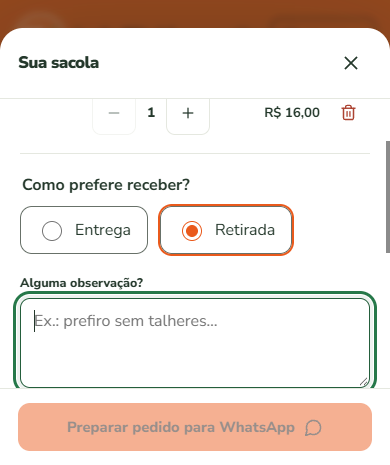 Sua sacola
1
R$ 16,00
Como prefere receber?
Entrega
Retirada
Alguma observação?
Ex.: prefiro sem talheres...
Preparar pedido para WhatsApp